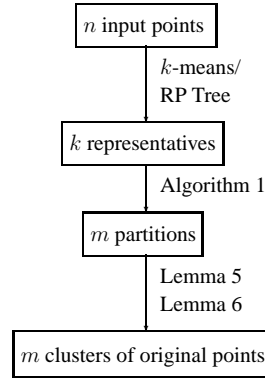 n input points
k-means/
RP Tree
k representatives
Algorithm 1
m partitions
Lemma 5
Lemma 6
m clusters of original points